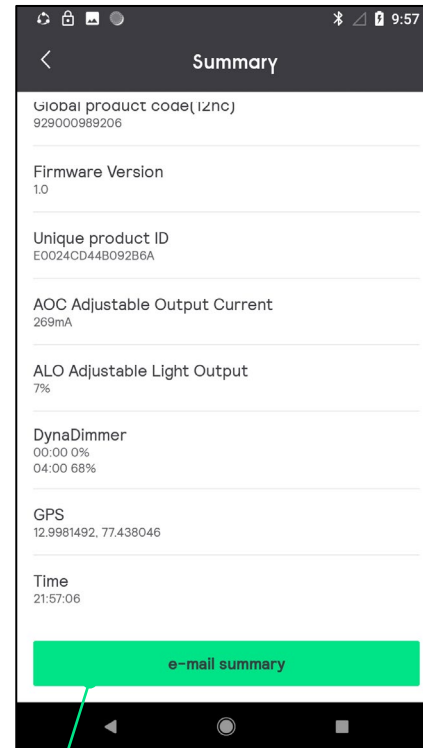 9:57
Summary
Global product code(12nc)
929000989206
Firmware Version
1.0
Unique product ID
E0024CD44B092B6A
AOC Adjustable Output Current
269mA
ALO Adjustable Light Output
7%
DynaDimmer
00:00 0%
04:00 68%
GPS
12.9981492, 77.438046
Time
21:57:06
e-mail summary